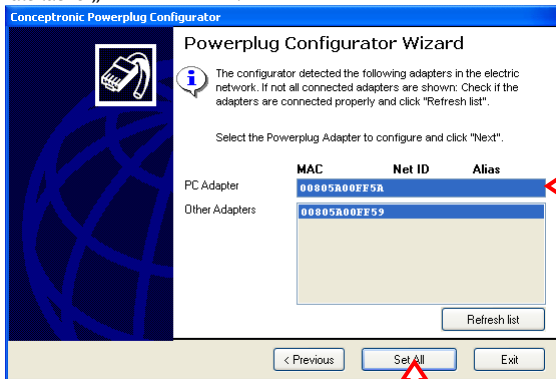 Conceptronic Powerplug Configurator
Powerplug Configurator Wizard
The configurator detected the following adapters in the electric
network. If not all connected adapters are shown: Check if the
adapters are connected properly and click "Refresh list".
Select the Powerplug Adapter to configure and click "Next".
MAC Net ID Alias
PC Adapter 00805A00FF5A
Other Adapters 00805A00FF59
Refresh list
< Previous Set All Exit